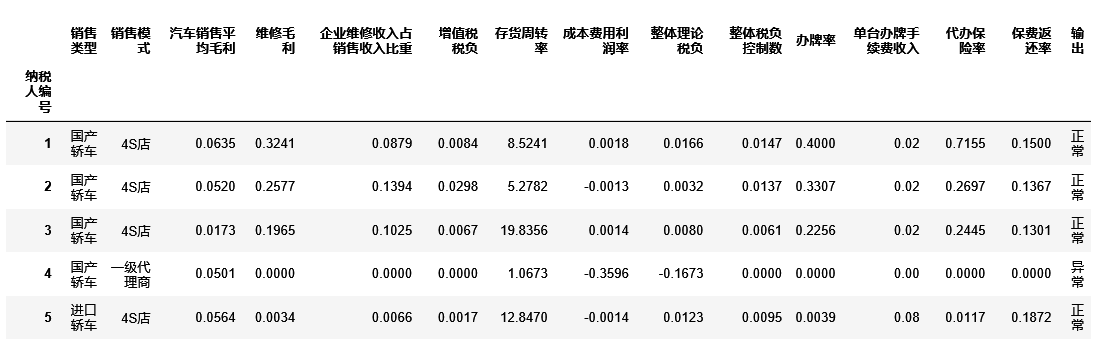 销售类型 销售模式 汽车销售平均毛利 维修毛利 企业维修收入占销售收入比重 增值税税负 存货周转率 成本费用利润率 整体理论税负 整体税负控制数 办牌率 单台办牌手续费收入 代办保险率 保费返还率 输出
纳税人编号
1 国产轿车 4S店 0.0635 0.3241 0.0879 0.0084 8.5241 0.0018 0.0166 0.0147 0.4000 0.02 0.7155 0.1500 正常
2 国产轿车 4S店 0.0520 0.2577 0.1394 0.0298 5.2782 -0.0013 0.0032 0.0137 0.3307 0.02 0.2697 0.1367 正常
3 国产轿车 4S店 0.0173 0.1965 0.1025 0.0067 19.8356 0.0014 0.0080 0.0061 0.2256 0.02 0.2445 0.1301 正常
4 国产轿车 一级代理商 0.0501 0.0000 0.0000 0.0000 1.0673 -0.3596 -0.1673 0.0000 0.0000 0.00 0.0000 0.0000 异常
5 进口轿车 4S店 0.0564 0.0034 0.0066 0.0017 12.8470 -0.0014 0.0123 0.0095 0.0039 0.08 0.0117 0.1872 正常